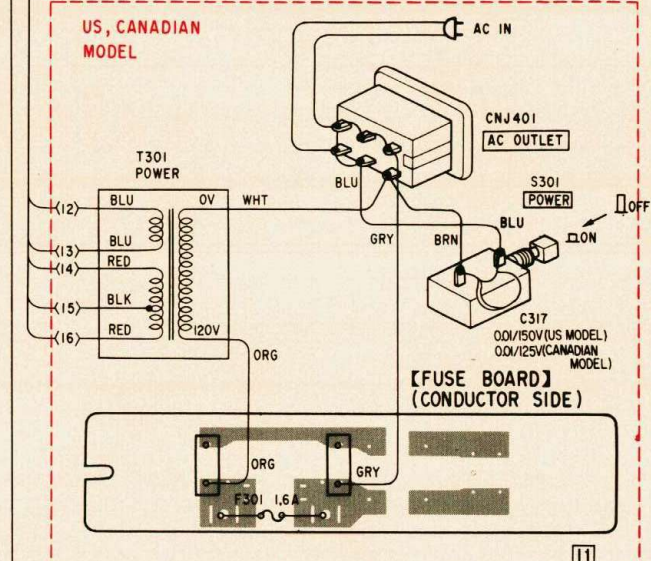 US, CANADIAN
MODEL
AC IN
CNJ401
AC OUTLET
T301
POWER
S301
POWER
OFF
ON
BLU
BLU
GRY
BRN
(12)
BLU
0V
WHT
(13)
BLU
(14)
RED
(15)
BLK
(16)
RED
120V
ORG
C317
0.01/150V(US MODEL)
0.01/125V(CANADIAN
MODEL)
【FUSE BOARD】
(CONDUCTOR SIDE)
ORG
GRY
F301 1.6A
11